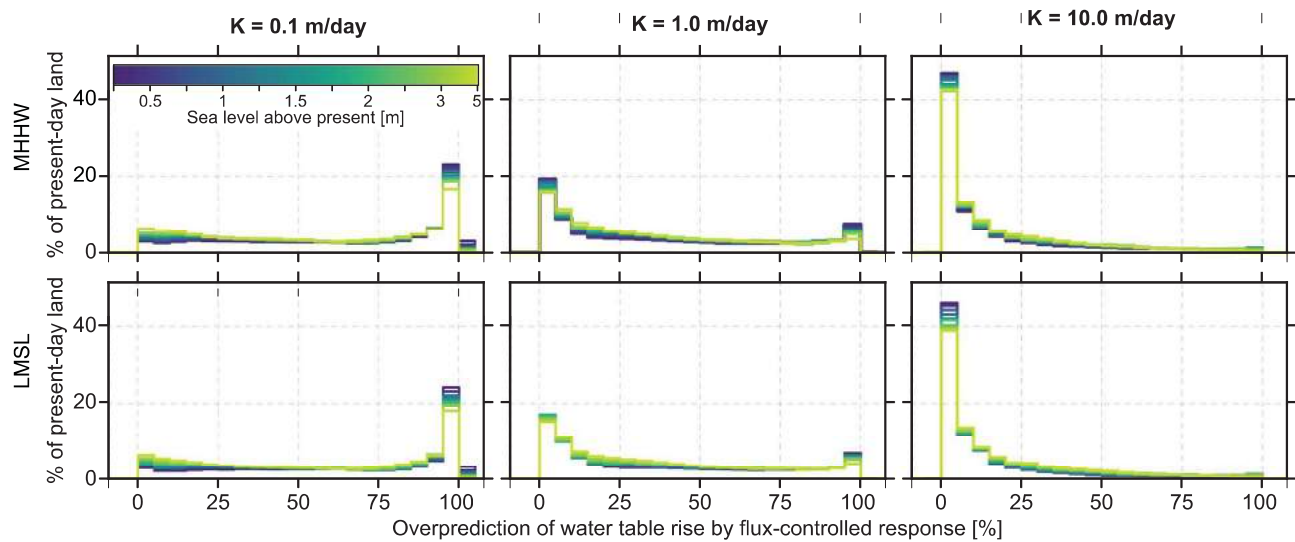 K = 0.1 m/day
K = 1.0 m/day
K = 10.0 m/day
MHHW
% of present-day land
40
20
0
0.5 1 1.5 2 3 5
Sea level above present [m]
LMSL
% of present-day land
40
20
0
0 25 50 75 100
0 25 50 75 100
0 25 50 75 100
Overprediction of water table rise by flux-controlled response [%]